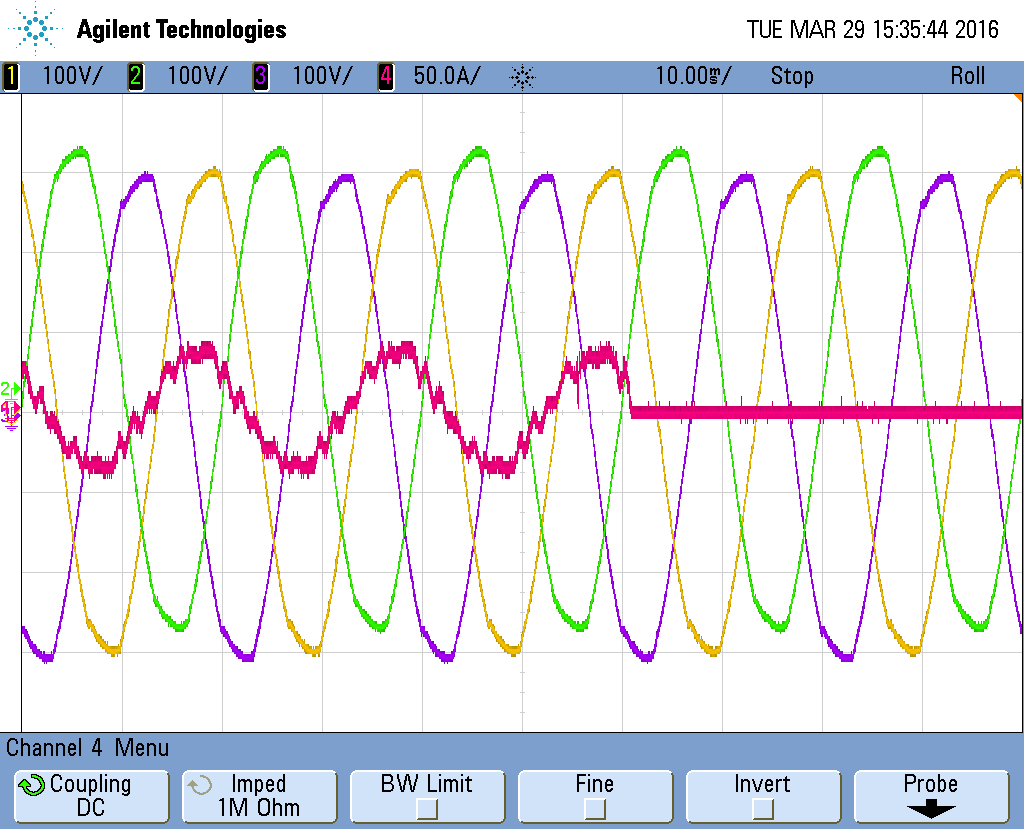 Agilent Technologies TUE MAR 29 15:35:44 2016
1 100V/ 2 100V/ 3 100V/ 4 50.0A/ 10.00ms/ Stop Roll
2
Channel 4 Menu
Coupling Imped BW Limit Fine Invert Probe
DC 1M Ohm